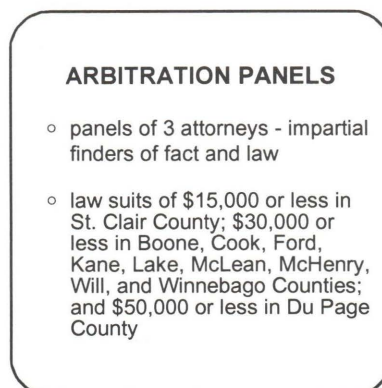 ARBITRATION PANELS
○ panels of 3 attorneys - impartial
finders of fact and law
○ law suits of $15,000 or less in
St. Clair County; $30,000 or
less in Boone, Cook, Ford,
Kane, Lake, McLean, McHenry,
Will, and Winnebago Counties;
and $50,000 or less in Du Page
County